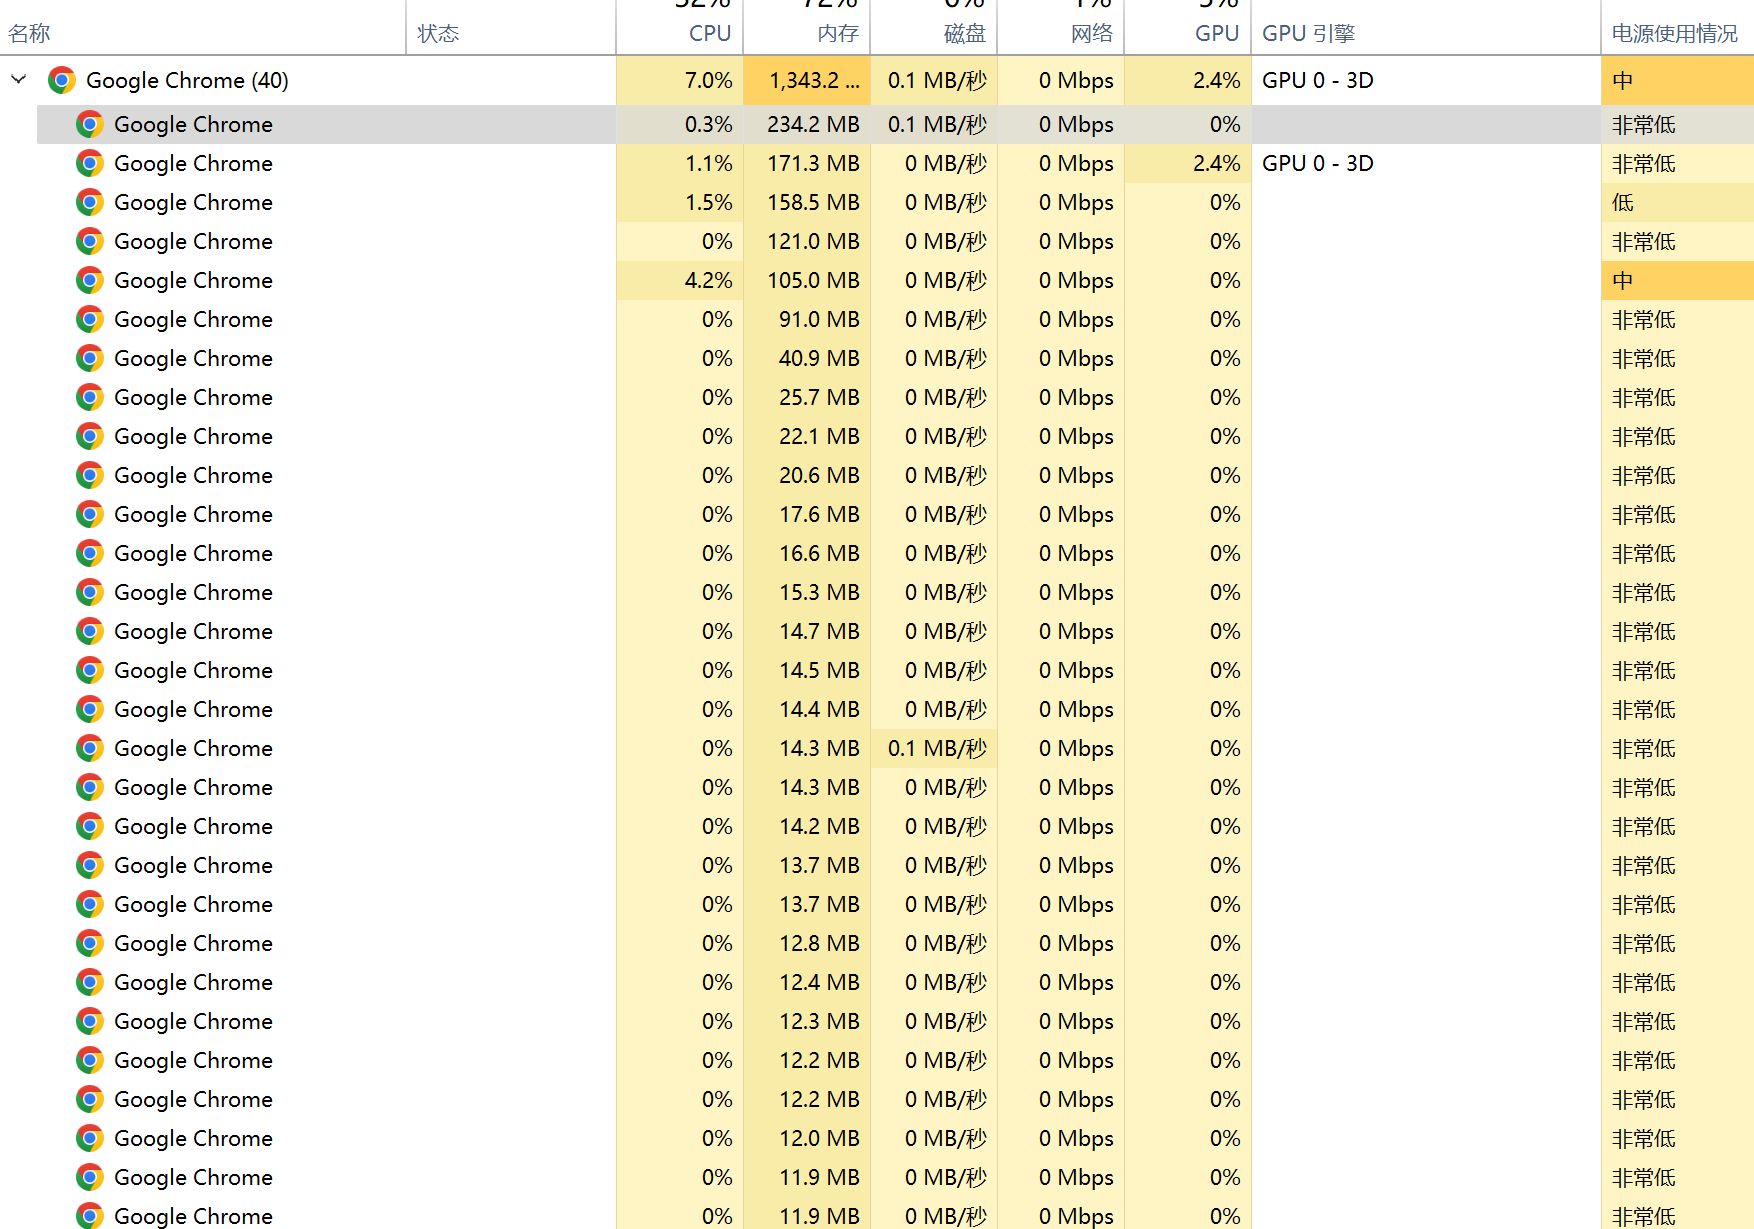 72%
名称 状态 CPU 内存 磁盘 网络 GPU GPU 引擎 电源使用情况
Google Chrome (40) 7.0% 1,343.2 ... 0.1 MB/秒 0 Mbps 2.4% GPU 0 - 3D 中
Google Chrome 0.3% 234.2 MB 0.1 MB/秒 0 Mbps 0% 非常低
Google Chrome 1.1% 171.3 MB 0 MB/秒 0 Mbps 2.4% GPU 0 - 3D 非常低
Google Chrome 1.5% 158.5 MB 0 MB/秒 0 Mbps 0% 低
Google Chrome 0% 121.0 MB 0 MB/秒 0 Mbps 0% 非常低
Google Chrome 4.2% 105.0 MB 0 MB/秒 0 Mbps 0% 中
Google Chrome 0% 91.0 MB 0 MB/秒 0 Mbps 0% 非常低
Google Chrome 0% 40.9 MB 0 MB/秒 0 Mbps 0% 非常低
Google Chrome 0% 25.7 MB 0 MB/秒 0 Mbps 0% 非常低
Google Chrome 0% 22.1 MB 0 MB/秒 0 Mbps 0% 非常低
Google Chrome 0% 20.6 MB 0 MB/秒 0 Mbps 0% 非常低
Google Chrome 0% 17.6 MB 0 MB/秒 0 Mbps 0% 非常低
Google Chrome 0% 16.6 MB 0 MB/秒 0 Mbps 0% 非常低
Google Chrome 0% 15.3 MB 0 MB/秒 0 Mbps 0% 非常低
Google Chrome 0% 14.7 MB 0 MB/秒 0 Mbps 0% 非常低
Google Chrome 0% 14.5 MB 0 MB/秒 0 Mbps 0% 非常低
Google Chrome 0% 14.4 MB 0 MB/秒 0 Mbps 0% 非常低
Google Chrome 0% 14.3 MB 0.1 MB/秒 0 Mbps 0% 非常低
Google Chrome 0% 14.3 MB 0 MB/秒 0 Mbps 0% 非常低
Google Chrome 0% 14.2 MB 0 MB/秒 0 Mbps 0% 非常低
Google Chrome 0% 13.7 MB 0 MB/秒 0 Mbps 0% 非常低
Google Chrome 0% 13.7 MB 0 MB/秒 0 Mbps 0% 非常低
Google Chrome 0% 12.8 MB 0 MB/秒 0 Mbps 0% 非常低
Google Chrome 0% 12.4 MB 0 MB/秒 0 Mbps 0% 非常低
Google Chrome 0% 12.3 MB 0 MB/秒 0 Mbps 0% 非常低
Google Chrome 0% 12.2 MB 0 MB/秒 0 Mbps 0% 非常低
Google Chrome 0% 12.2 MB 0 MB/秒 0 Mbps 0% 非常低
Google Chrome 0% 12.0 MB 0 MB/秒 0 Mbps 0% 非常低
Google Chrome 0% 11.9 MB 0 MB/秒 0 Mbps 0% 非常低
Google Chrome 0% 11.9 MB 0 MB/秒 0 Mbps 0% 非常低